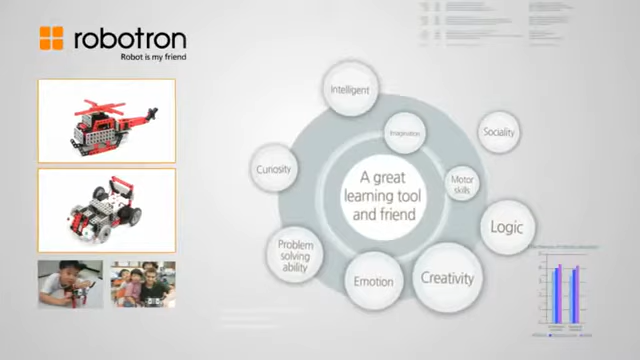 robotron
Robot is my friend
Intelligent
Imagination
Sociality
Curiosity
A great
learning tool
and friend
Motor
skills
Logic
Problem
solving
ability
Emotion
Creativity